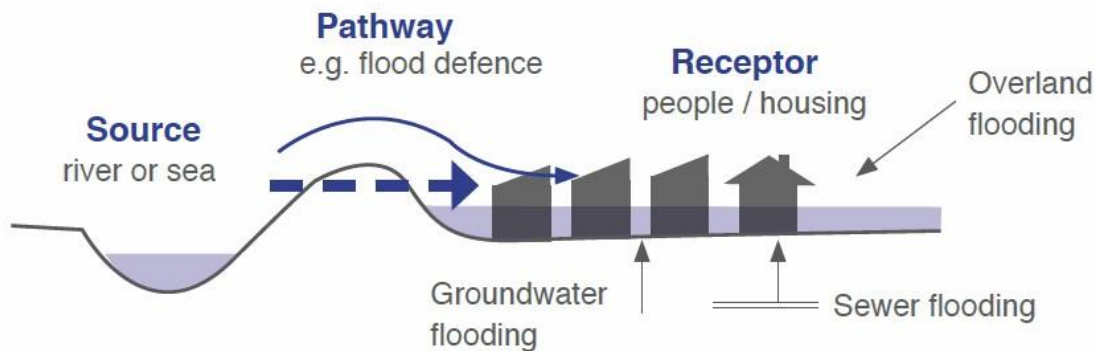 Pathway
e.g. flood defence
Receptor
people / housing
Overland
flooding
Source
river or sea
Groundwater
flooding
Sewer flooding